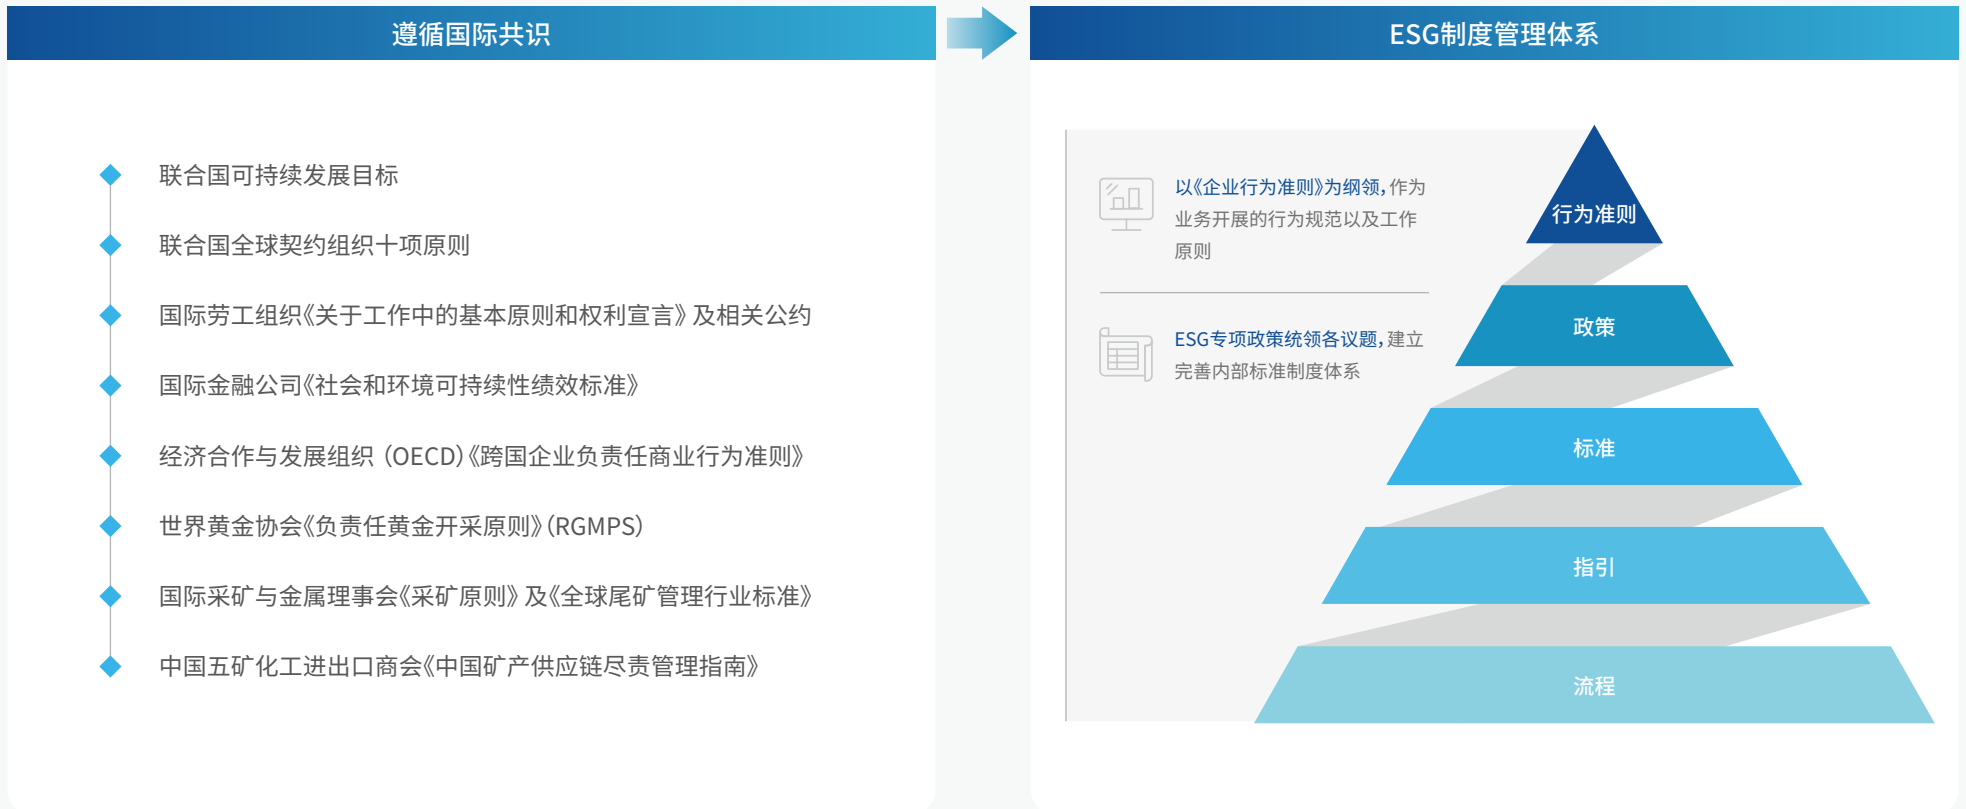 遵循国际共识
联合国可持续发展目标
联合国全球契约组织十项原则
国际劳工组织《关于工作中的基本原则和权利宣言》及相关公约
国际金融公司《社会和环境可持续性绩效标准》
经济合作与发展组织（OECD）《跨国企业负责任商业行为准则》
世界黄金协会《负责任黄金开采原则》（RGMPS）
国际采矿与金属理事会《采矿原则》及《全球尾矿管理行业标准》
中国五矿化工进出口商会《中国矿产供应链尽责管理指南》
ESG制度管理体系
以《企业行为准则》为纲领，作为
业务开展的行为规范以及工作
原则
ESG专项政策统领各议题，建立
完善内部标准制度体系
行为准则
政策
标准
指引
流程